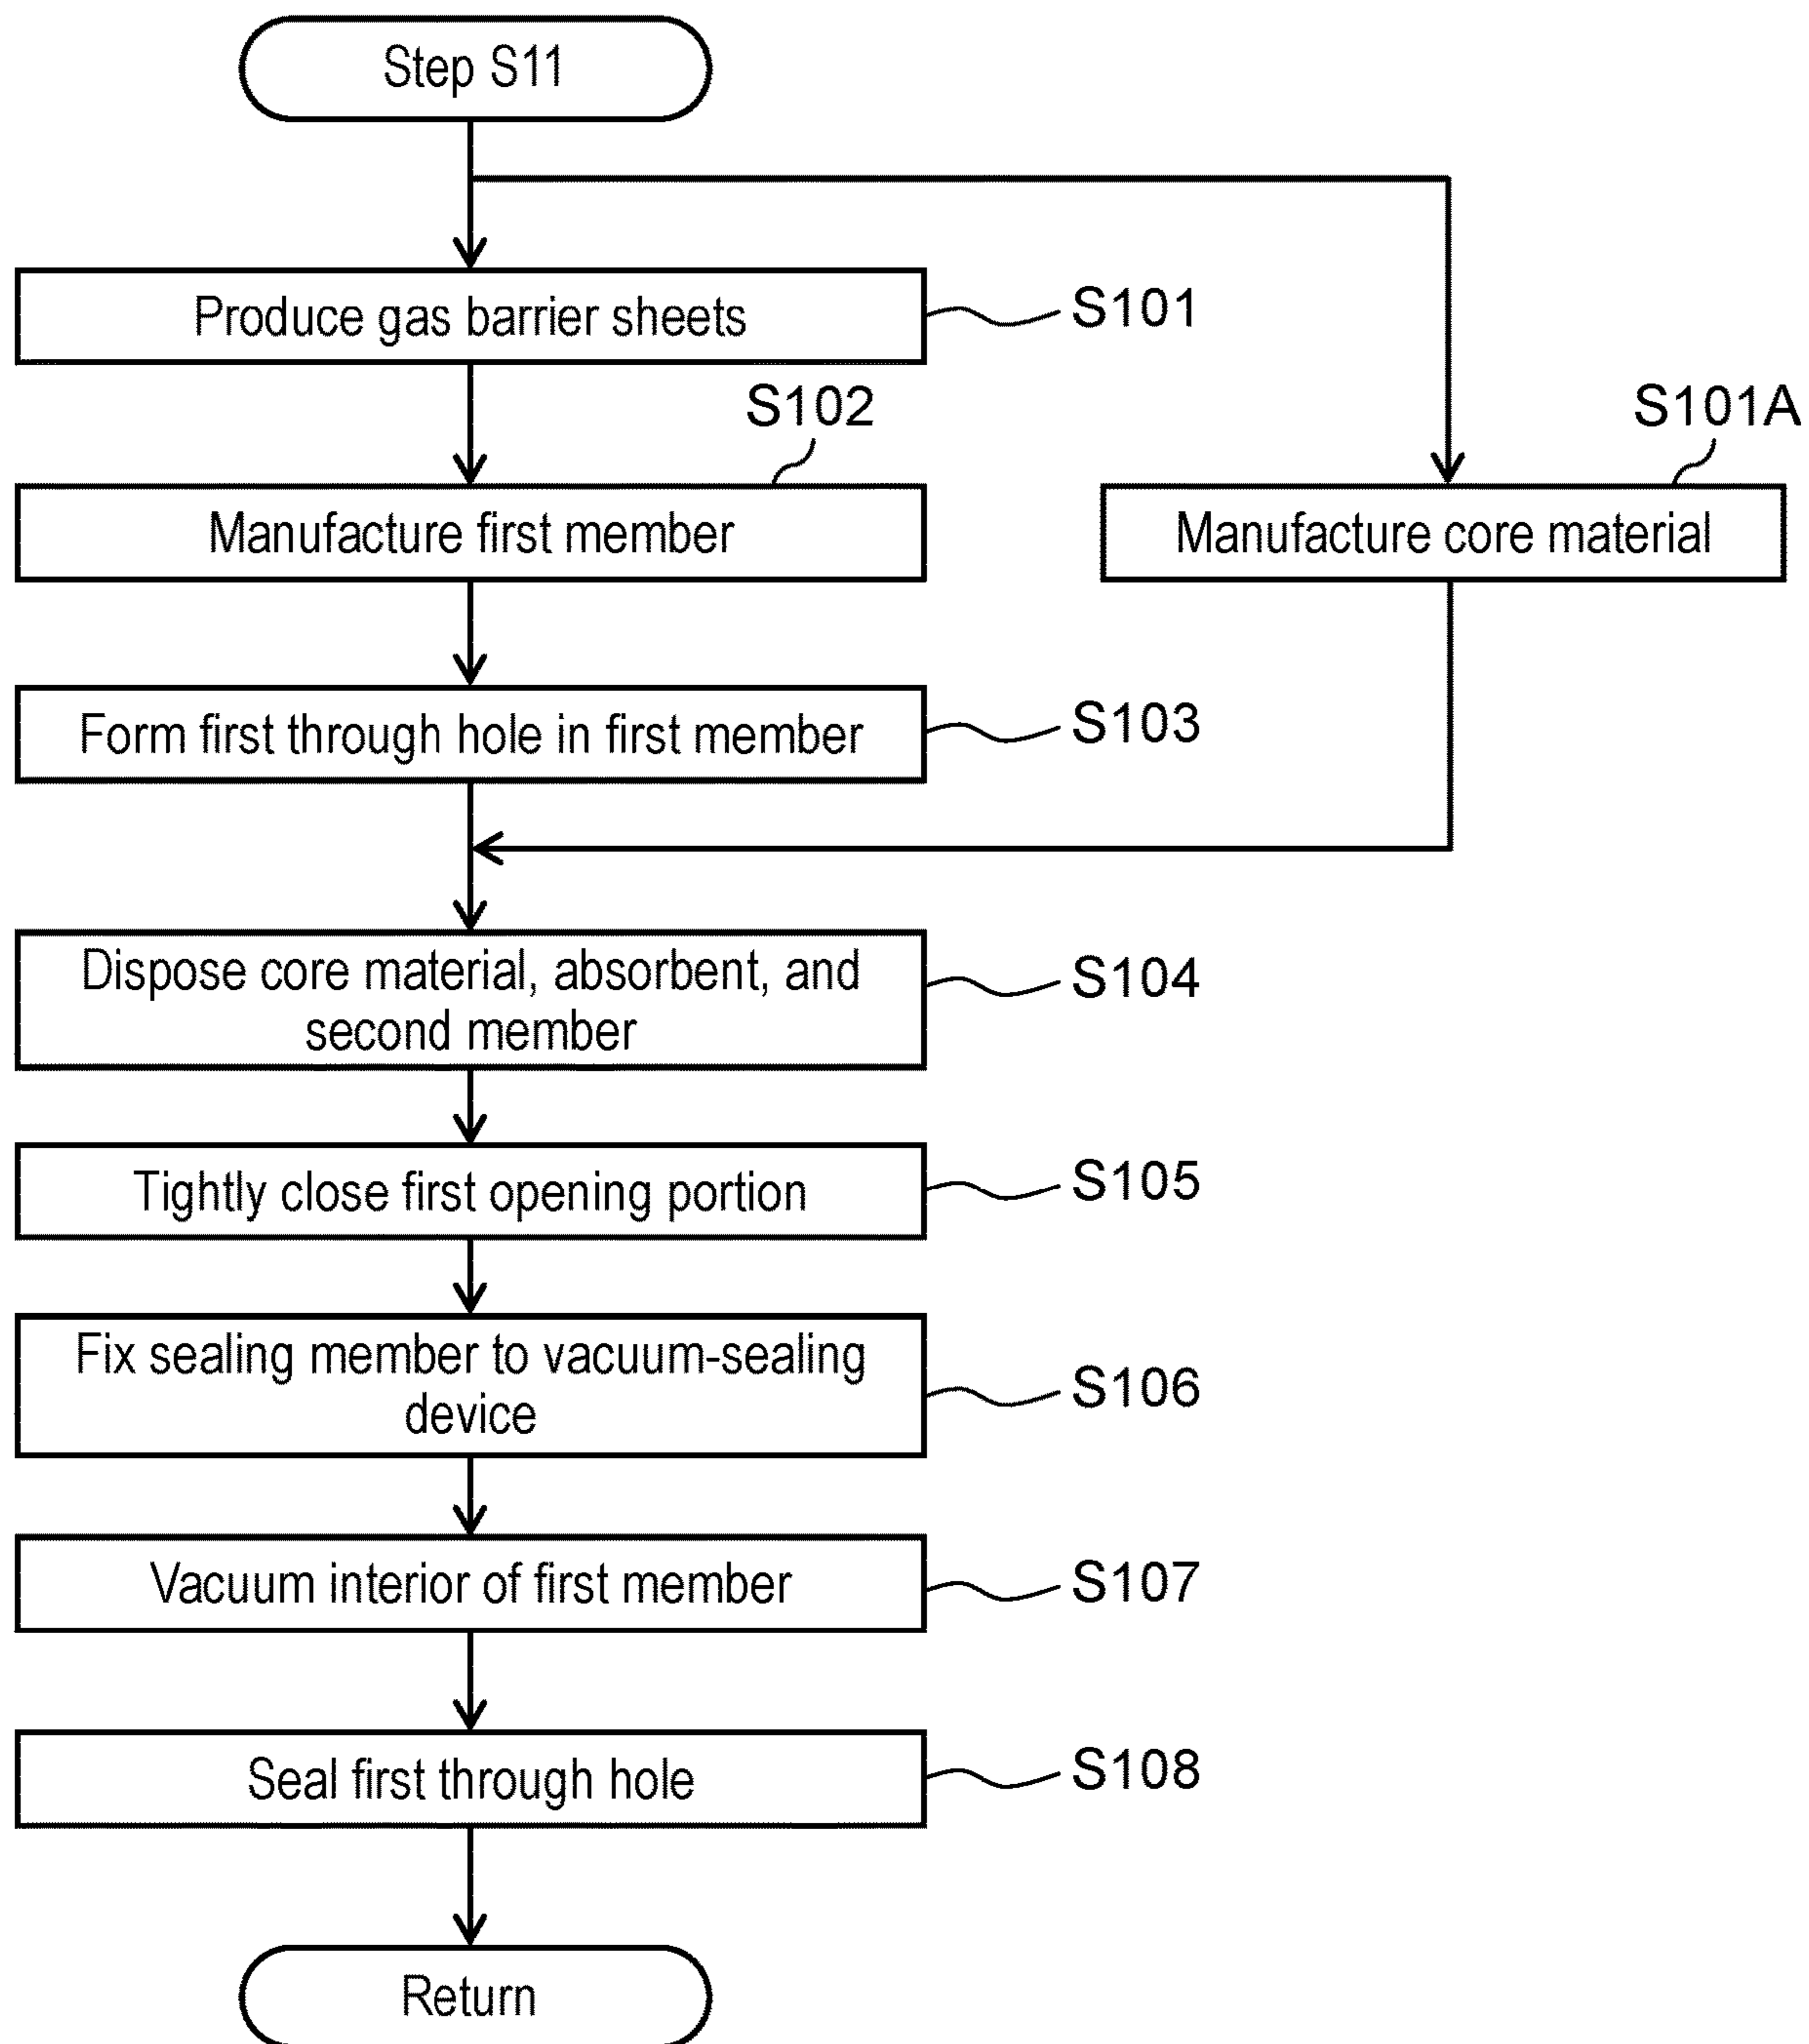 Step S11
Produce gas barrier sheets
S101
S102
S101A
Manufacture first member
Manufacture core material
Form first through hole in first member
S103
Dispose core material, absorbent, and
second member
S104
Tightly close first opening portion
S105
Fix sealing member to vacuum-sealing
device
S106
Vacuum interior of first member
S107
Seal first through hole
S108
Return